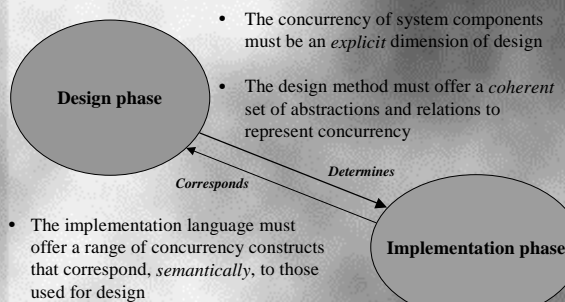 • The concurrency of system components
must be an explicit dimension of design
• The design method must offer a coherent
set of abstractions and relations to
represent concurrency
Design phase
Determines
Corresponds
• The implementation language must
offer a range of concurrency constructs
that correspond, semantically, to those
used for design
Implementation phase